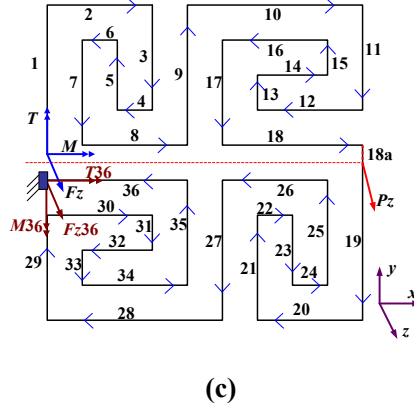 2 10
1 6 3 16 11
7 5 9 17 14 15
T 4 13 12
M 8 18
18a
T36
Fz 36 26 Pz
M36 Fz36 30 31 35 22 25
32 27 23 19
29 33 21
34 24
28 20
y
x
z
(c)